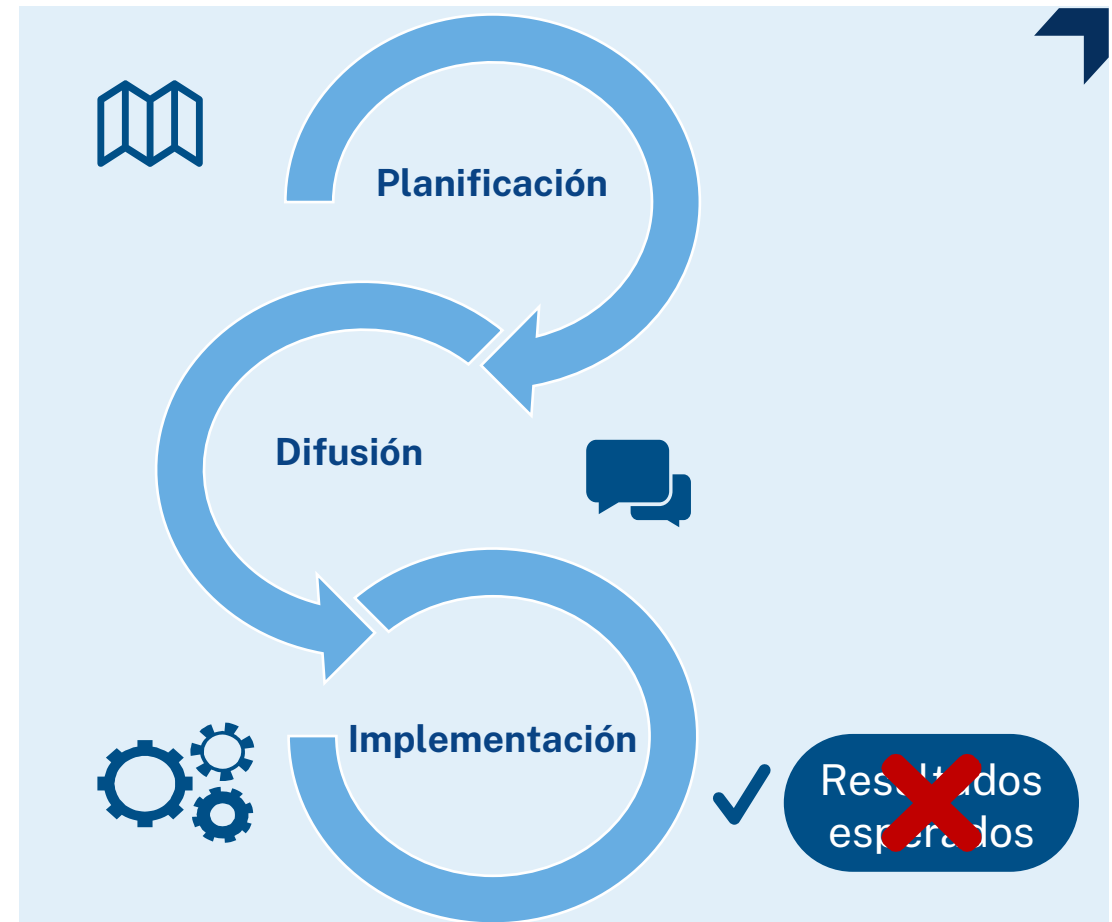 Planificación
Difusión
Implementación
Resultados
esperados